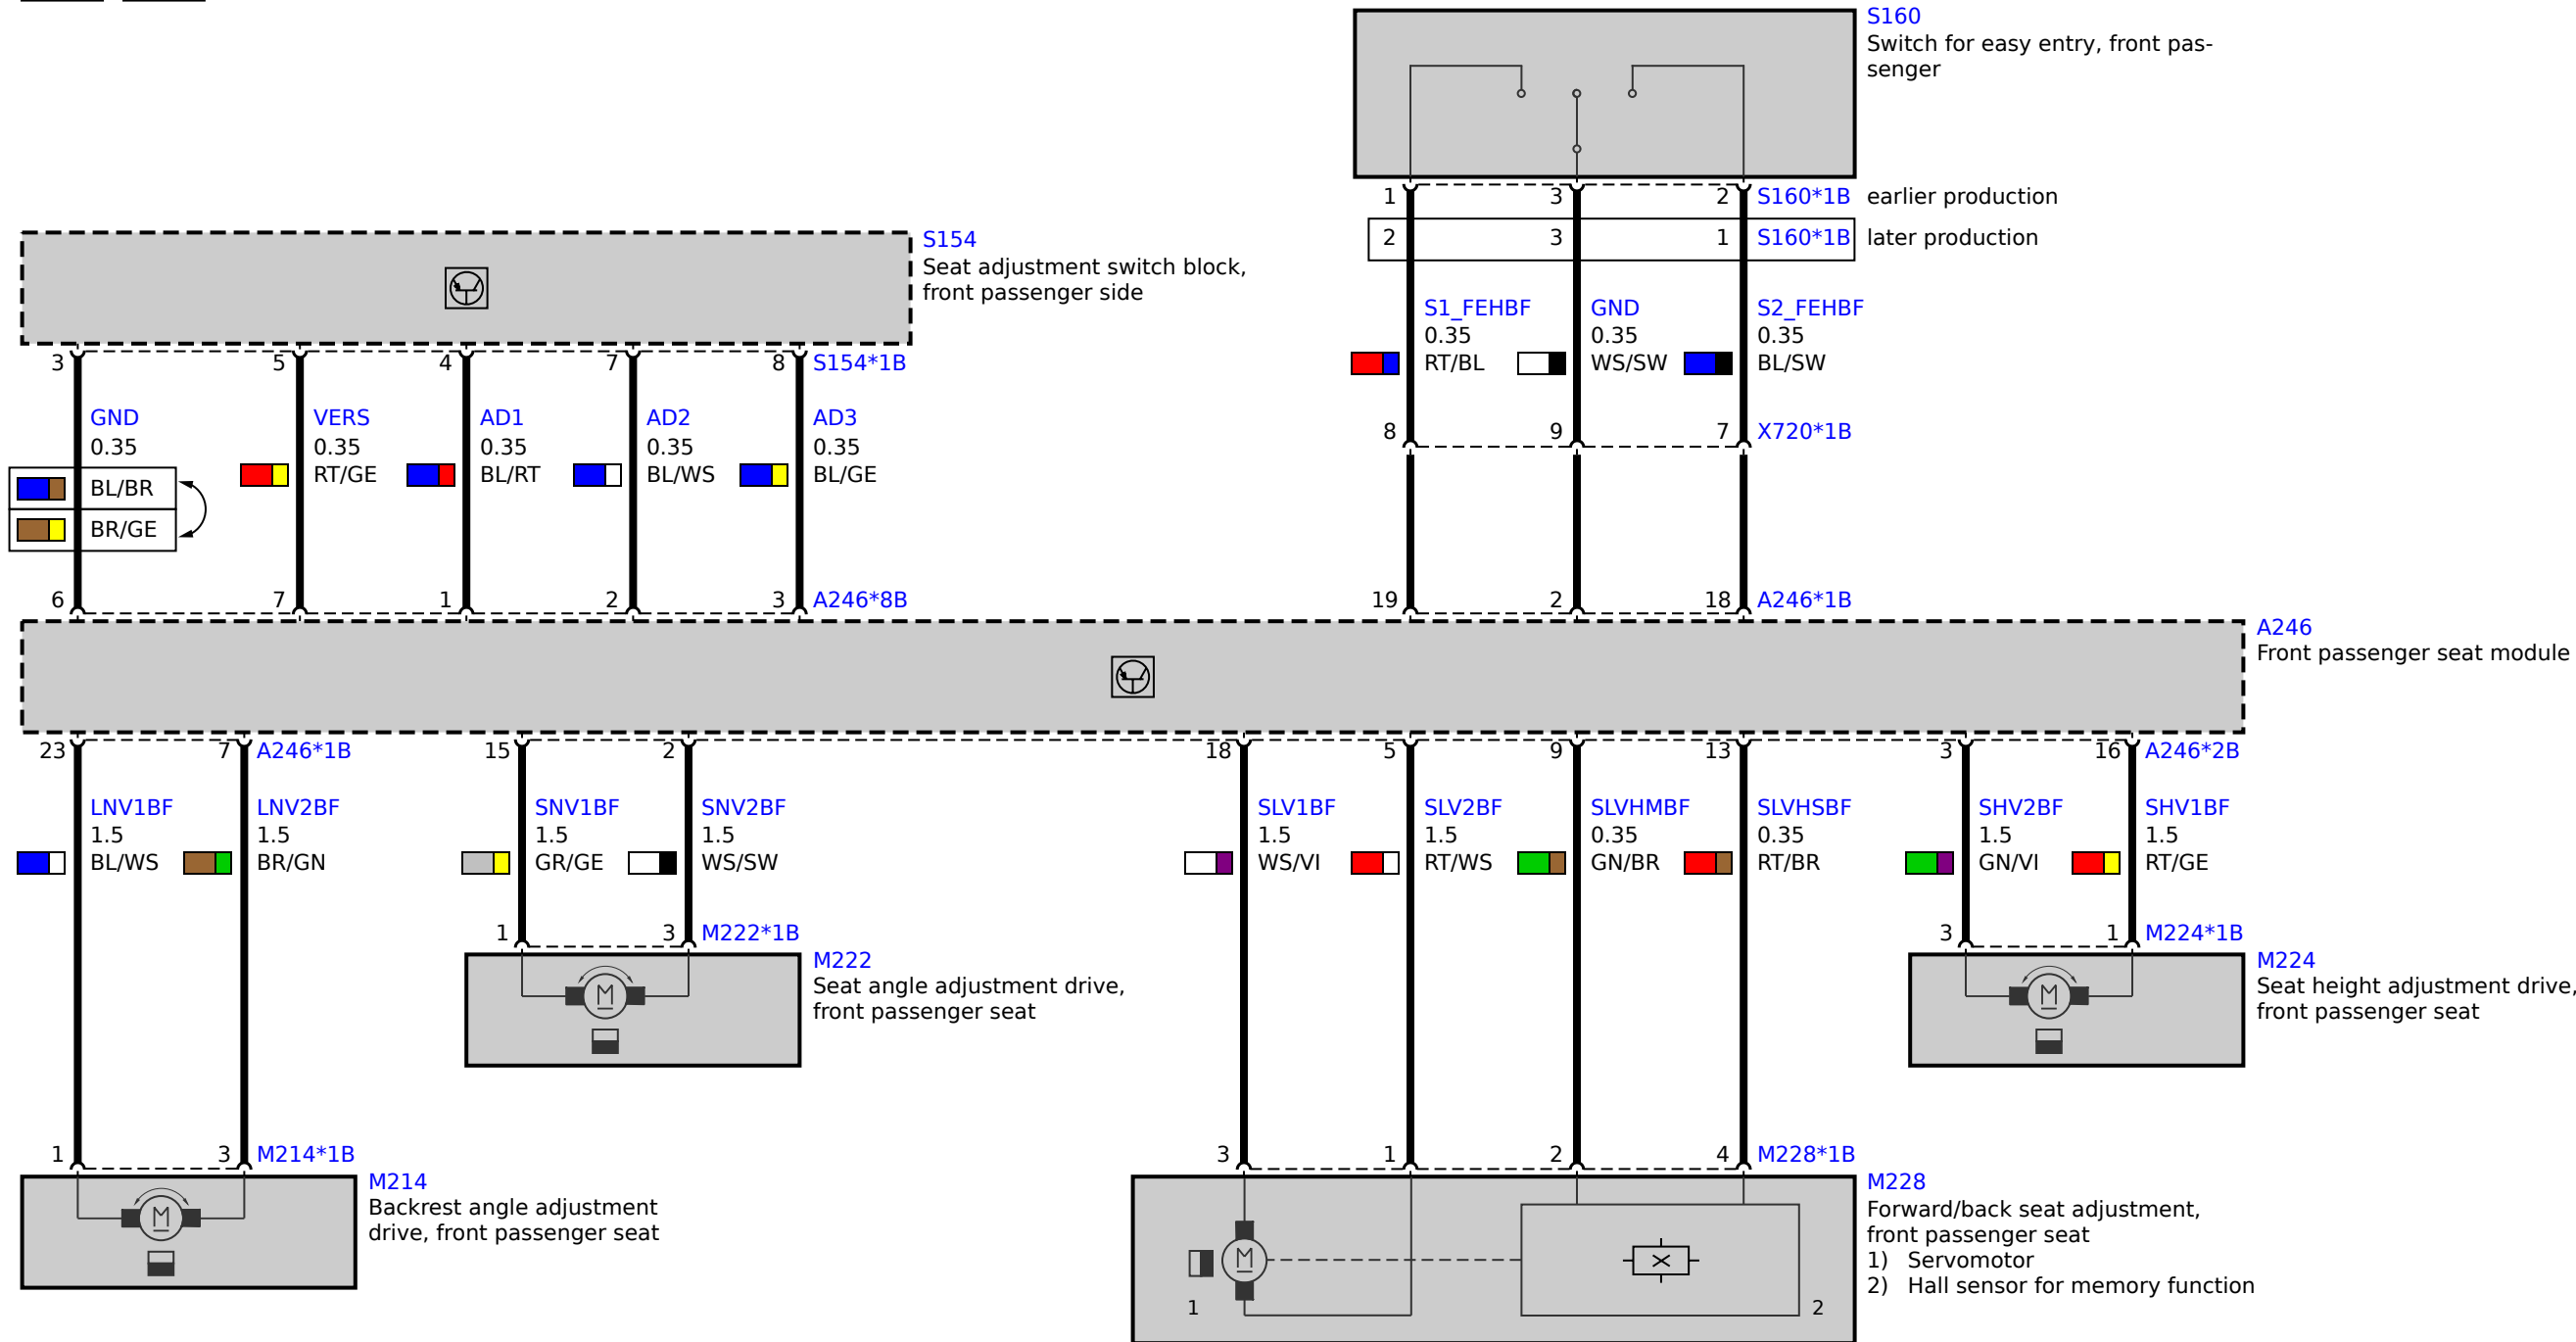 S160
Switch for easy entry, front pas-
senger
1 3 2 S160*1B earlier production
2 3 1 S160*1B later production
S154
Seat adjustment switch block,
front passenger side
S1_FEHBF GND S2_FEHBF
0.35 0.35 0.35
RT/BL WS/SW BL/SW
3 5 4 7 8 S154*1B
GND VERS AD1 AD2 AD3
0.35 0.35 0.35 0.35 0.35
RT/GE BL/RT BL/WS BL/GE
BL/BR
BR/GE
8 9 7 X720*1B
6 7 1 2 3 A246*8B
19 2 18 A246*1B
A246
Front passenger seat module
23 7 A246*1B 15 2 18 5 9 13 3 16 A246*2B
LNV1BF LNV2BF SNV1BF SNV2BF SLV1BF SLV2BF SLVHMBF SLVHSBF SHV2BF SHV1BF
1.5 1.5 1.5 1.5 1.5 1.5 0.35 0.35 1.5 1.5
BL/WS BR/GN GR/GE WS/SW WS/VI RT/WS GN/BR RT/BR GN/VI RT/GE
1 3 M222*1B
3 1 M224*1B
M222
Seat angle adjustment drive,
front passenger seat
M
M224
Seat height adjustment drive,
front passenger seat
M
1 3 M214*1B
3 1 2 4 M228*1B
M214
Backrest angle adjustment
drive, front passenger seat
M
M228
Forward/back seat adjustment,
front passenger seat
1) Servomotor
2) Hall sensor for memory function
M
1 2